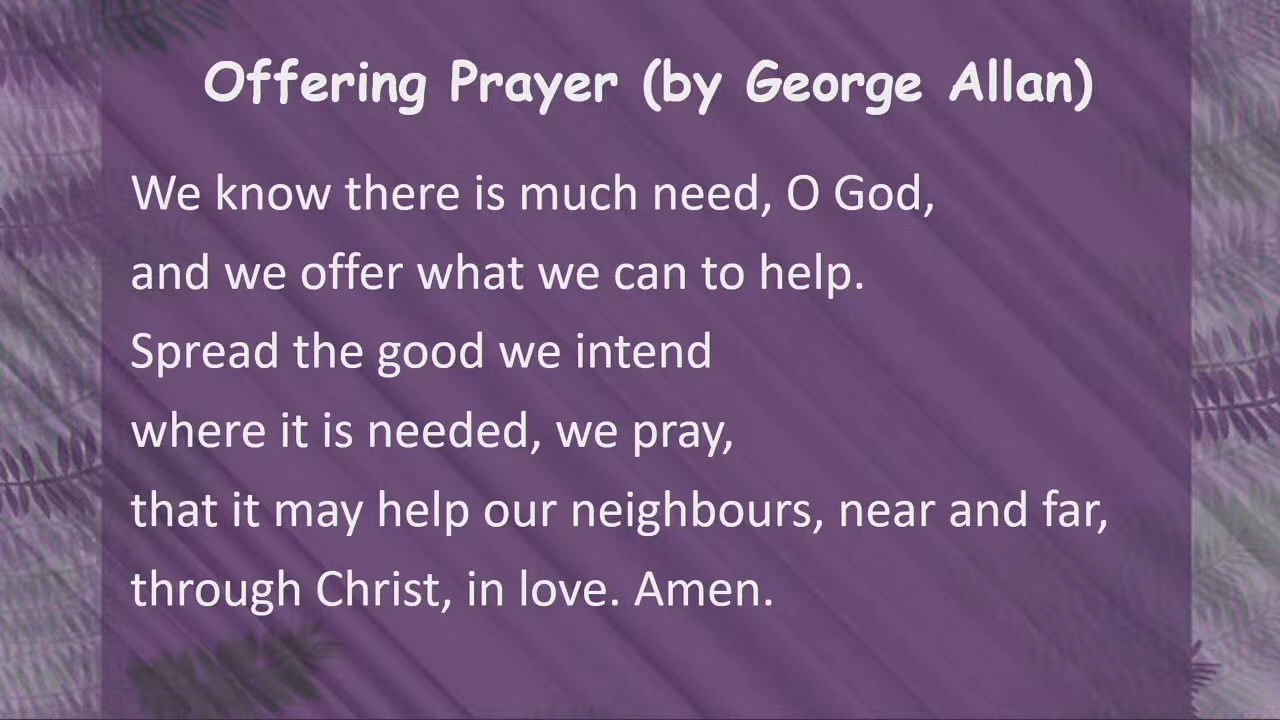 Offering Prayer (by George Allan)
We know there is much need, O God,
and we offer what we can to help.
Spread the good we intend
where it is needed, we pray,
that it may help our neighbours, near and far,
through Christ, in love. Amen.